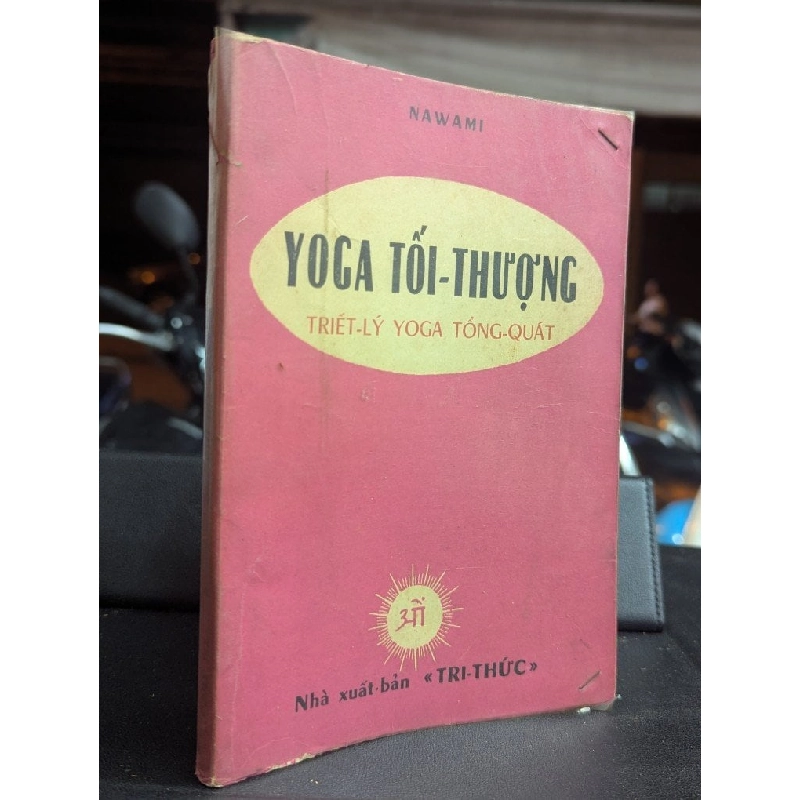 NAWAMI
YOGA TỐI-THƯỢNG
TRIẾT-LÝ YOGA TỔNG-QUÁT
ओं
Nhà xuất-bản «TRI-THỨC»